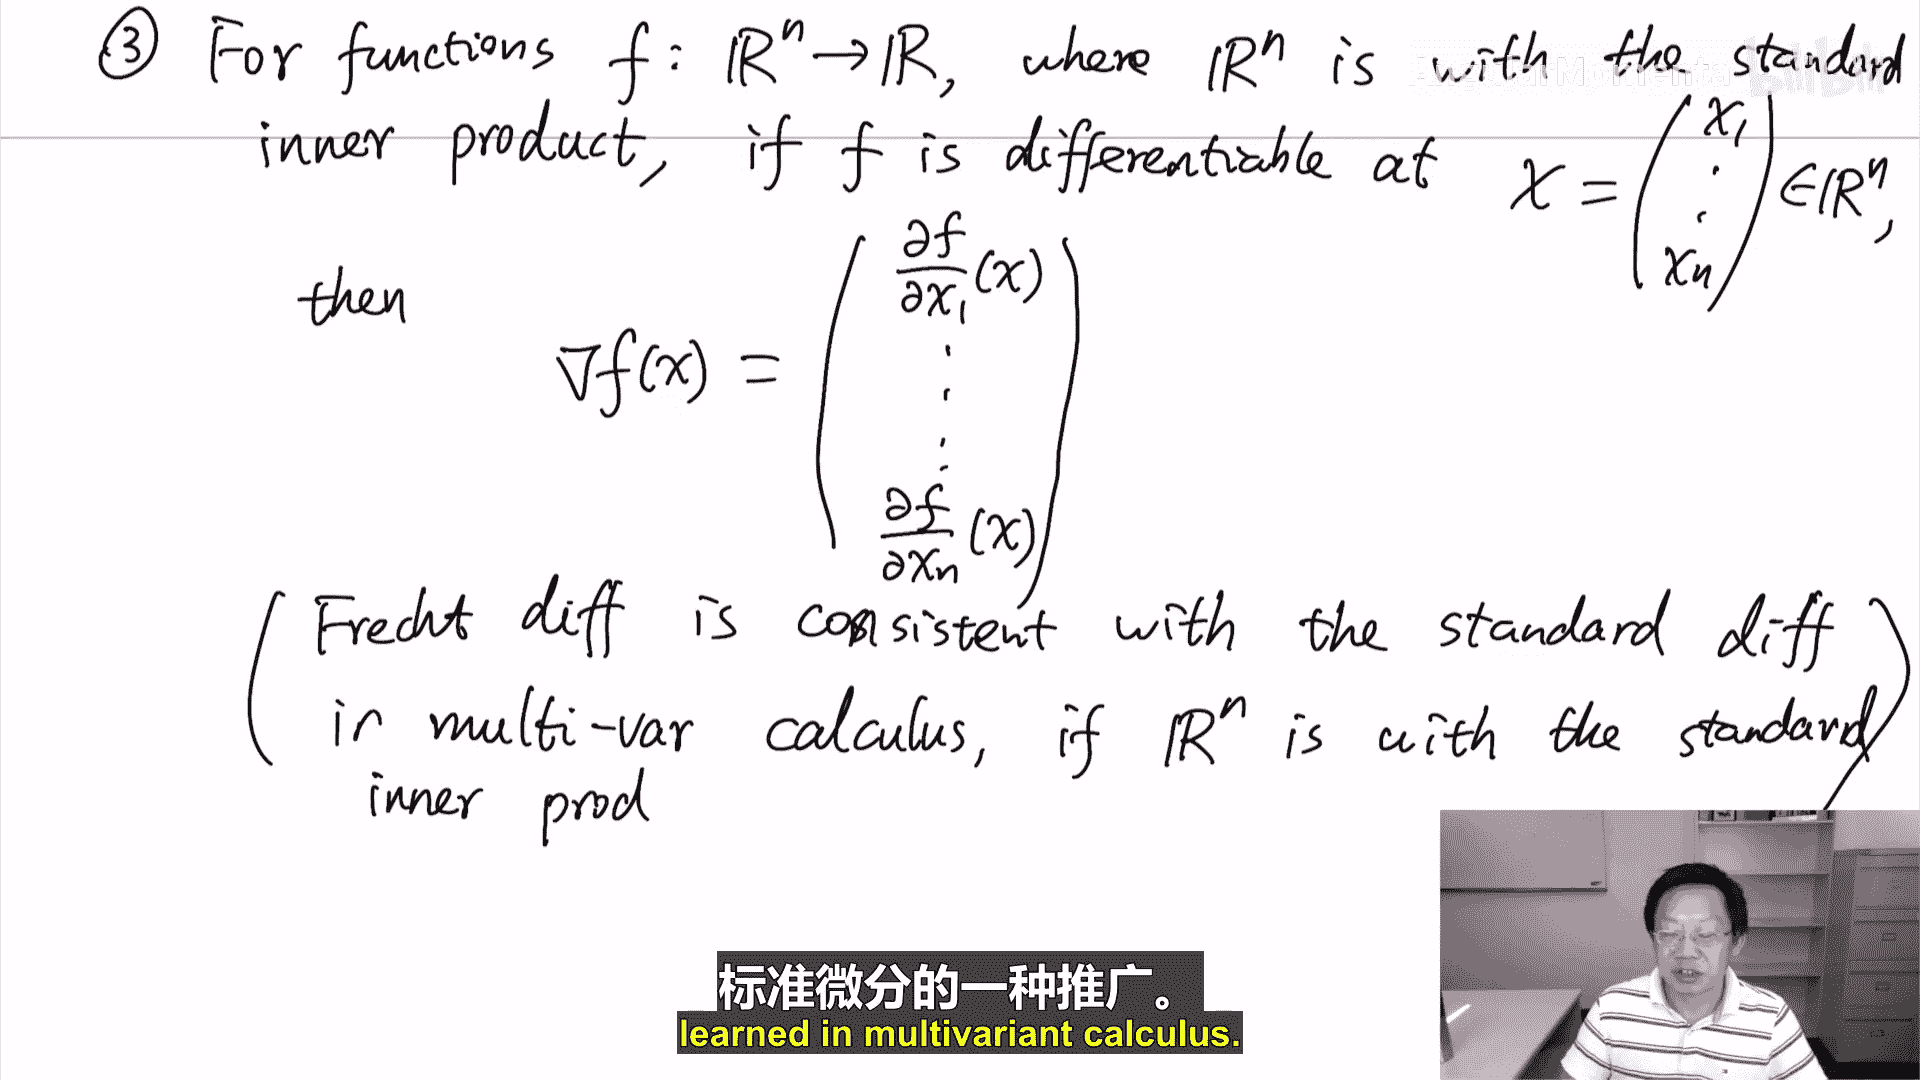 ③ For functions f: ℝⁿ → ℝ, where ℝⁿ is with the standard
inner product, if f is differentiable at x = (x₁ ⋮ xₙ) ∈ ℝⁿ,
then
∇f(x) = (∂f/∂x₁ (x) ⋮ ∂f/∂xₙ (x))
(Frecht diff is consistent with the standard diff
in multi-var calculus, if ℝⁿ is with the standard
inner prod)
标准微分的一种推广。
learned in multivariant calculus.
bilibili